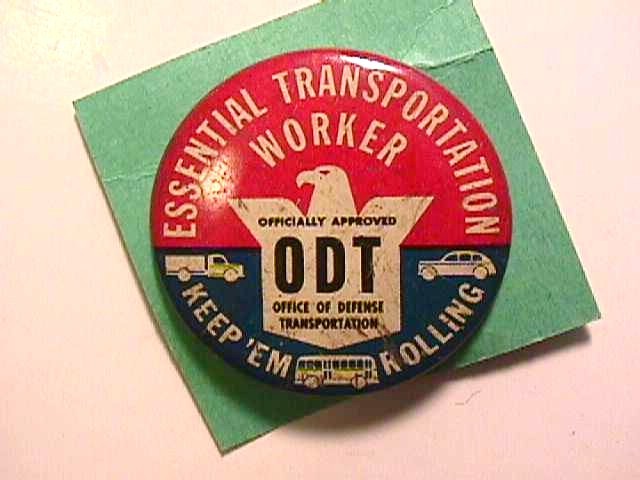 ESSENTIAL TRANSPORTATION
WORKER
OFFICIALLY APPROVED
ODT
OFFICE OF DEFENSE
TRANSPORTATION
KEEP 'EM ROLLING